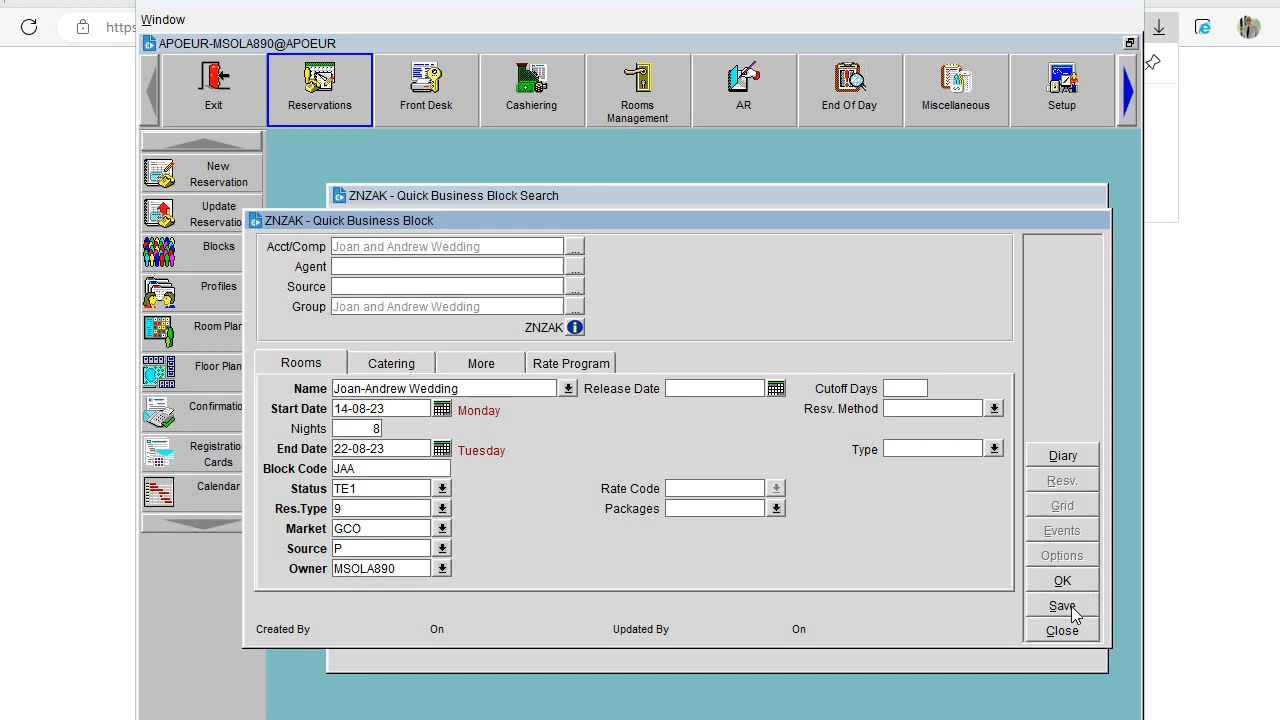 https
Window
APOEUR-MSOLA890@APOEUR
Exit
Reservations
Front Desk
Cashiering
Rooms
Management
AR
End Of Day
Miscellaneous
Setup
New
Reservation
Update
Reservatio
Blocks
Profiles
Room Plan
Floor Plan
Confirmatio
Registration
Cards
Calendar
ZNZAK - Quick Business Block Search
ZNZAK - Quick Business Block
Acct/Comp Joan and Andrew Wedding ...
Agent ...
Source ...
Group Joan and Andrew Wedding ...
ZNZAK i
Rooms Catering More Rate Program
Name Joan-Andrew Wedding Release Date Cutoff Days
Start Date 14-08-23 Monday Resv. Method
Nights 8
End Date 22-08-23 Tuesday Type
Block Code JAA
Status TE1 Rate Code
Res.Type 9 Packages
Market GCO
Source P
Owner MSOLA890
Diary
Resv.
Grid
Events
Options
OK
Save
Close
Created By On Updated By On